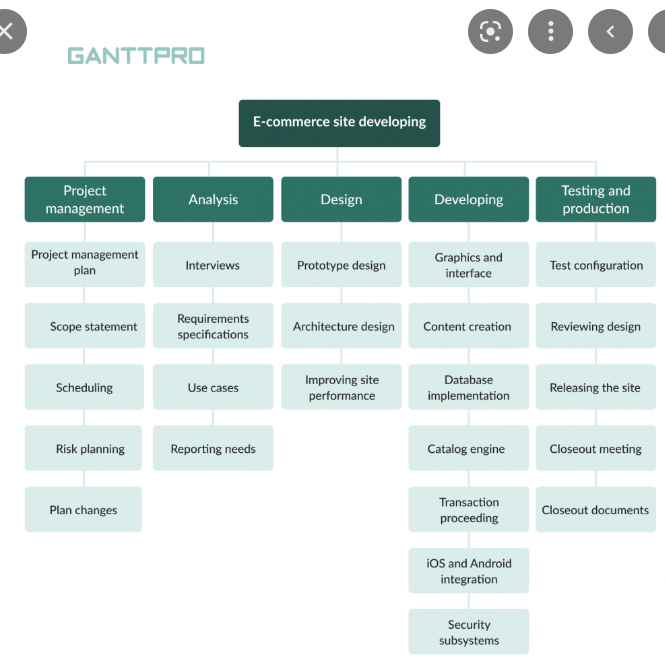 GANTTPRO
E-commerce site developing
Project
management
Project management
plan
Scope statement
Scheduling
Risk planning
Plan changes
Analysis
Interviews
Requirements
specifications
Use cases
Reporting needs
Design
Prototype design
Architecture design
Improving site
performance
Developing
Graphics and
interface
Content creation
Database
implementation
Catalog engine
Transaction
proceeding
iOS and Android
integration
Security
subsystems
Testing and
production
Test configuration
Reviewing design
Releasing the site
Closeout meeting
Closeout documents